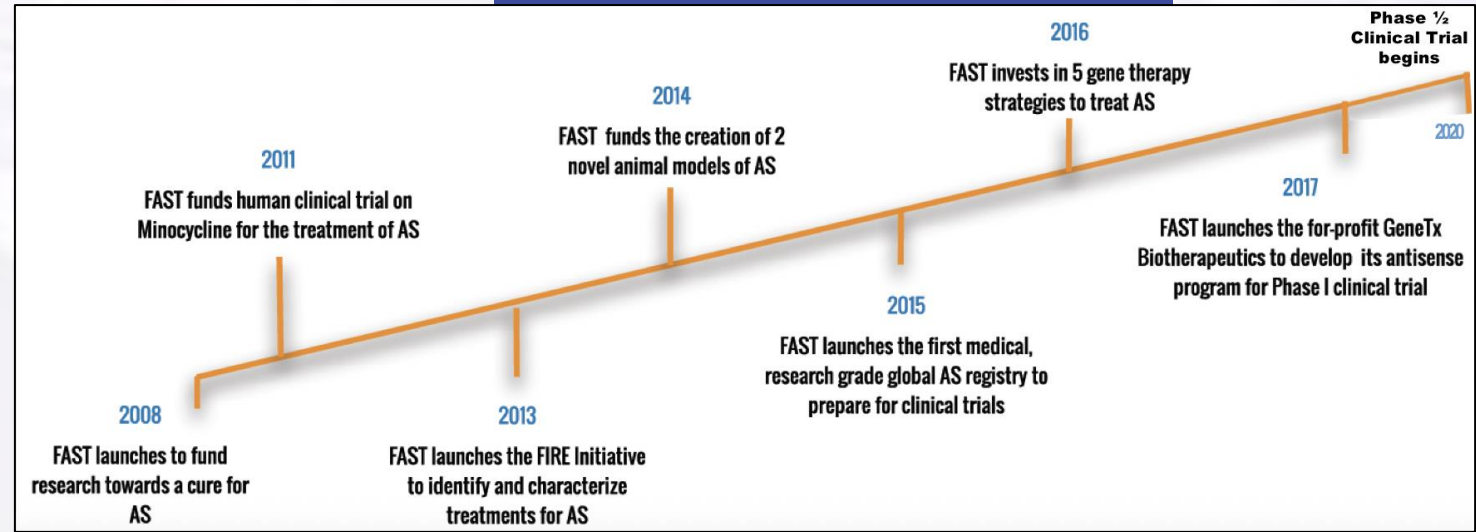 2008
FAST launches to fund
research towards a cure for
AS
2011
FAST funds human clinical trial on
Minocycline for the treatment of AS
2013
FAST launches the FIRE Initiative
to identify and characterize
treatments for AS
2014
FAST funds the creation of 2
novel animal models of AS
2015
FAST launches the first medical,
research grade global AS registry to
prepare for clinical trials
2016
FAST invests in 5 gene therapy
strategies to treat AS
2017
FAST launches the for-profit GeneTx
Biotherapeutics to develop its antisense
program for Phase I clinical trial
Phase ½
Clinical Trial
begins
2020